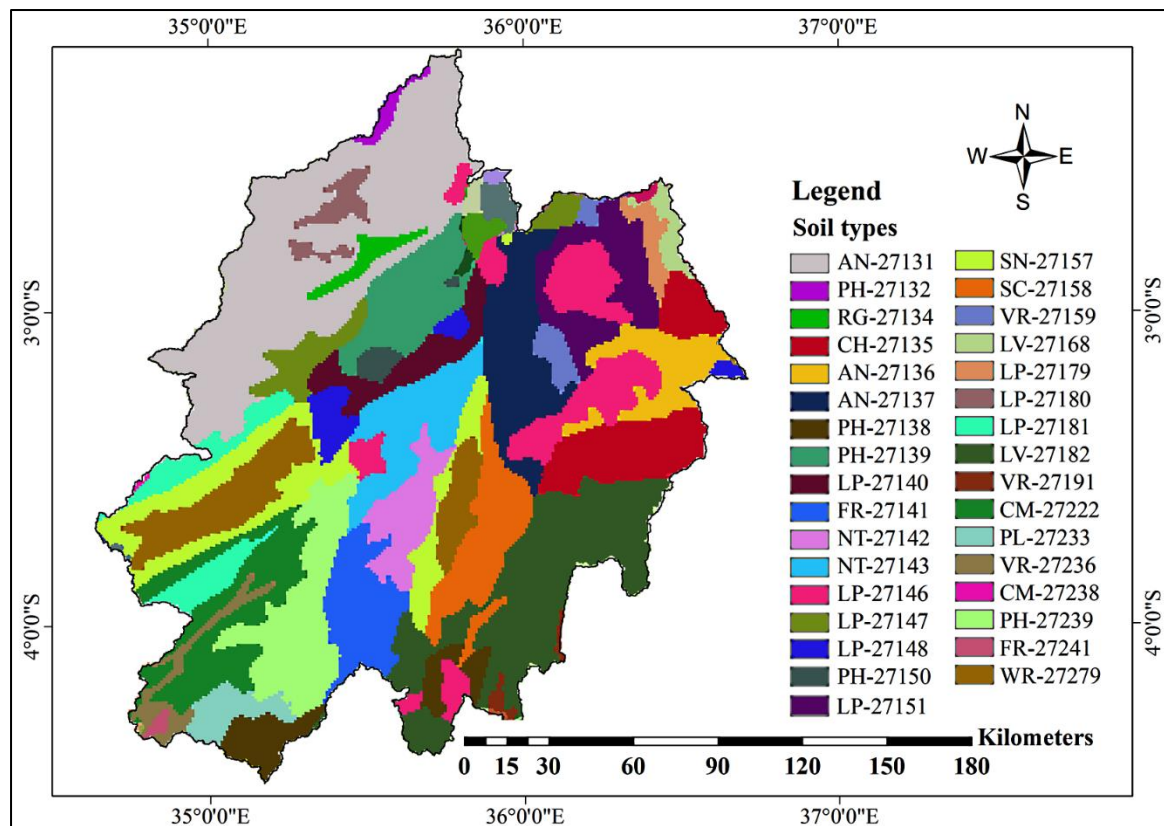 35°0'0"E 36°0'0"E 37°0'0"E
N
W E
S
3°0'0"S 3°0'0"S
4°0'0"S 4°0'0"S
Legend
Soil types
AN-27131
PH-27132
RG-27134
CH-27135
AN-27136
AN-27137
PH-27138
PH-27139
LP-27140
FR-27141
NT-27142
NT-27143
LP-27146
LP-27147
LP-27148
PH-27150
LP-27151
SN-27157
SC-27158
VR-27159
LV-27168
LP-27179
LP-27180
LP-27181
LV-27182
VR-27191
CM-27222
PL-27233
VR-27236
CM-27238
PH-27239
FR-27241
WR-27279
Kilometers
0 15 30 60 90 120 150 180
35°0'0"E 36°0'0"E 37°0'0"E